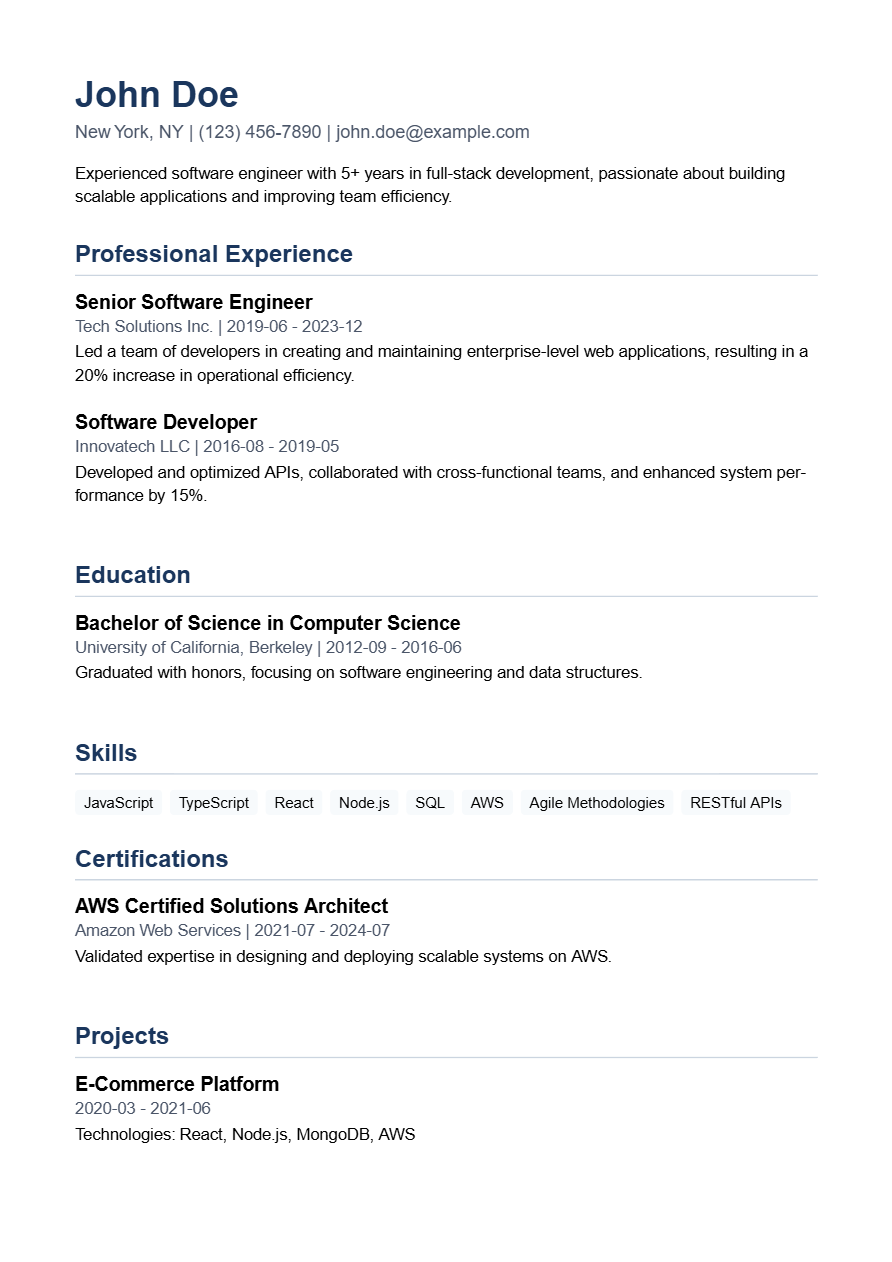 John Doe
New York, NY | (123) 456-7890 | john.doe@example.com
Experienced software engineer with 5+ years in full-stack development, passionate about building
scalable applications and improving team efficiency.
Professional Experience
Senior Software Engineer
Tech Solutions Inc. | 2019-06 - 2023-12
Led a team of developers in creating and maintaining enterprise-level web applications, resulting in a
20% increase in operational efficiency.
Software Developer
Innovatech LLC | 2016-08 - 2019-05
Developed and optimized APIs, collaborated with cross-functional teams, and enhanced system per-
formance by 15%.
Education
Bachelor of Science in Computer Science
University of California, Berkeley | 2012-09 - 2016-06
Graduated with honors, focusing on software engineering and data structures.
Skills
JavaScript TypeScript React Node.js SQL AWS Agile Methodologies RESTful APIs
Certifications
AWS Certified Solutions Architect
Amazon Web Services | 2021-07 - 2024-07
Validated expertise in designing and deploying scalable systems on AWS.
Projects
E-Commerce Platform
2020-03 - 2021-06
Technologies: React, Node.js, MongoDB, AWS